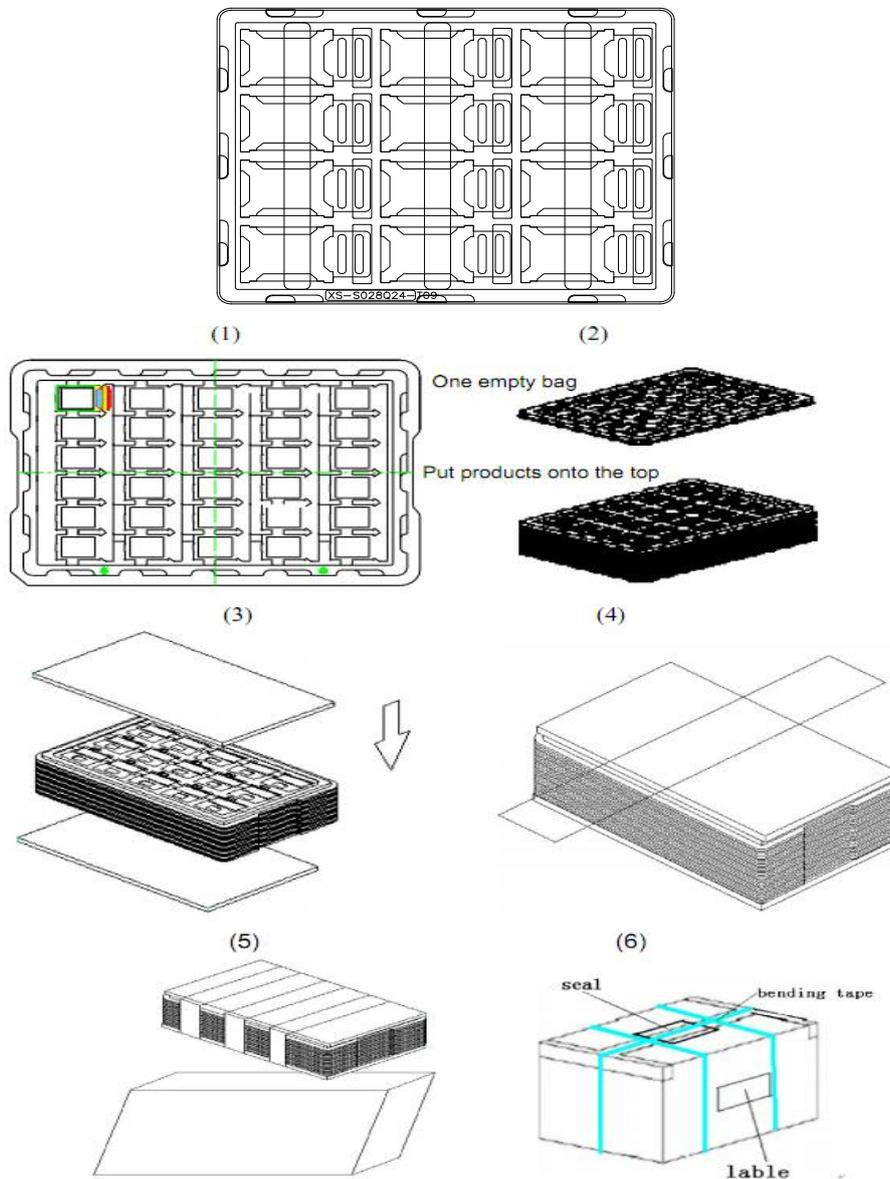 XS-S028Q24-T09
(1) (2)
One empty bag
Put products onto the top
(3) (4)
(5) (6)
seal
bending tape
lable